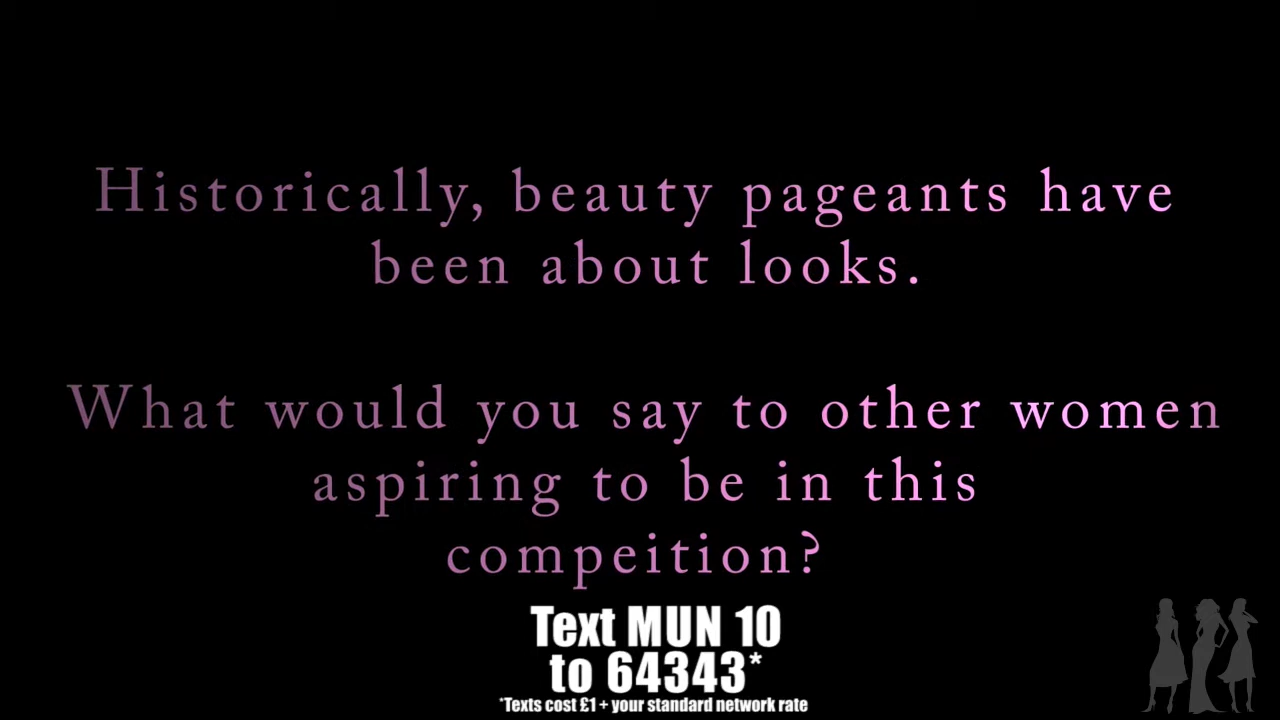 Historically, beauty pageants have
been about looks.
What would you say to other women
aspiring to be in this
compeition?
Text MUN 10
to 64343*
*Texts cost £1 + your standard network rate